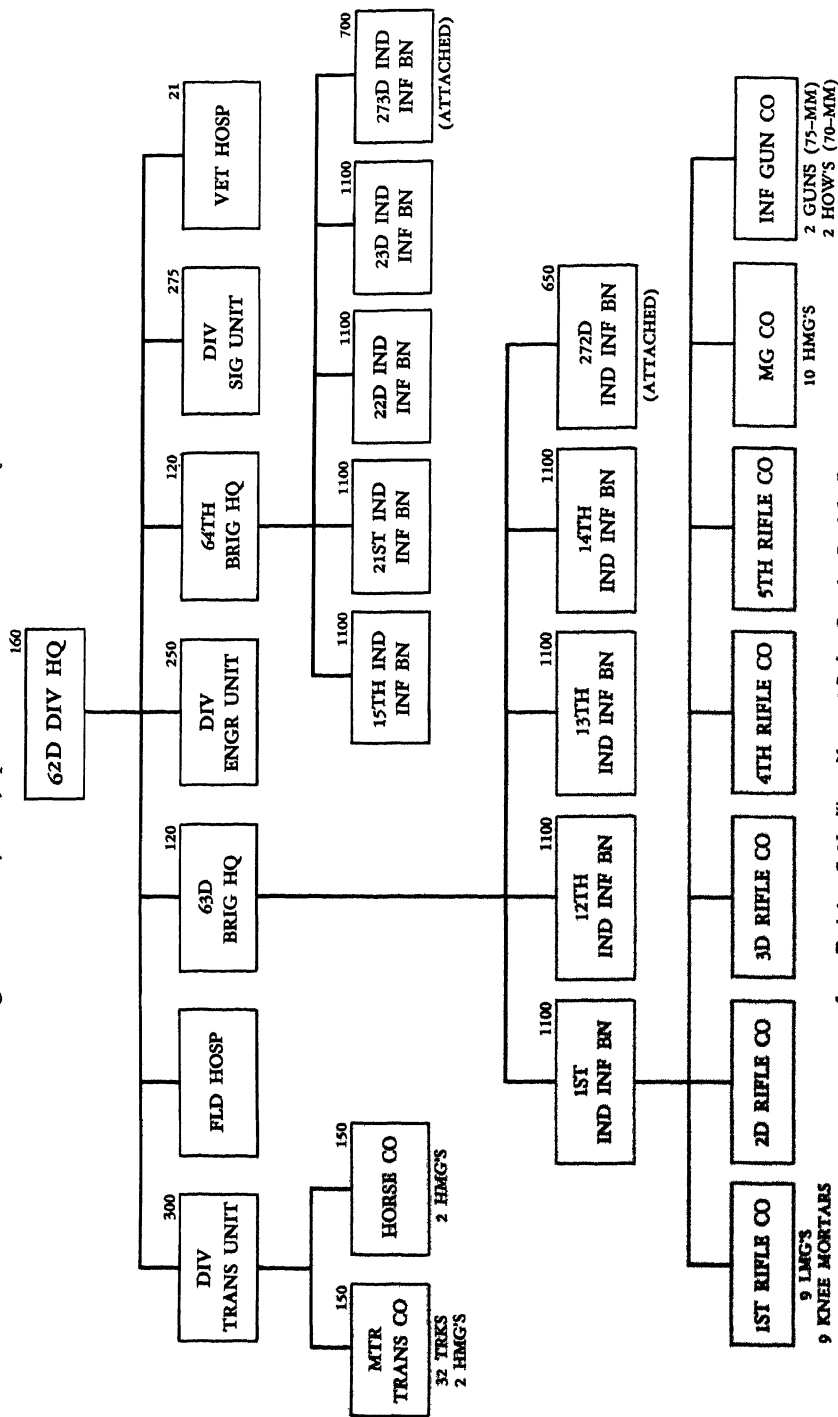 160
62D DIV HQ
300
DIV
TRANS UNIT
FLD HOSP
120
63D
BRIG HQ
250
DIV
ENGR UNIT
120
64TH
BRIG HQ
275
DIV
SIG UNIT
21
VET HOSP
150
MTR
TRANS CO
32 TRKS
2 HMG'S
150
HORSE CO
2 HMG'S
1100
15TH IND
INF BN
1100
21ST IND
INF BN
1100
22D IND
INF BN
1100
23D IND
INF BN
700
273D IND
INF BN
(ATTACHED)
1100
1ST
IND INF BN
1100
12TH
IND INF BN
1100
13TH
IND INF BN
1100
14TH
IND INF BN
650
272D
IND INF BN
(ATTACHED)
1ST RIFLE CO
9 LMG'S
9 KNEE MORTARS
2D RIFLE CO
3D RIFLE CO
4TH RIFLE CO
5TH RIFLE CO
MG CO
10 HMG'S
INF GUN CO
2 GUNS (75-MM)
2 HOW'S (70-MM)